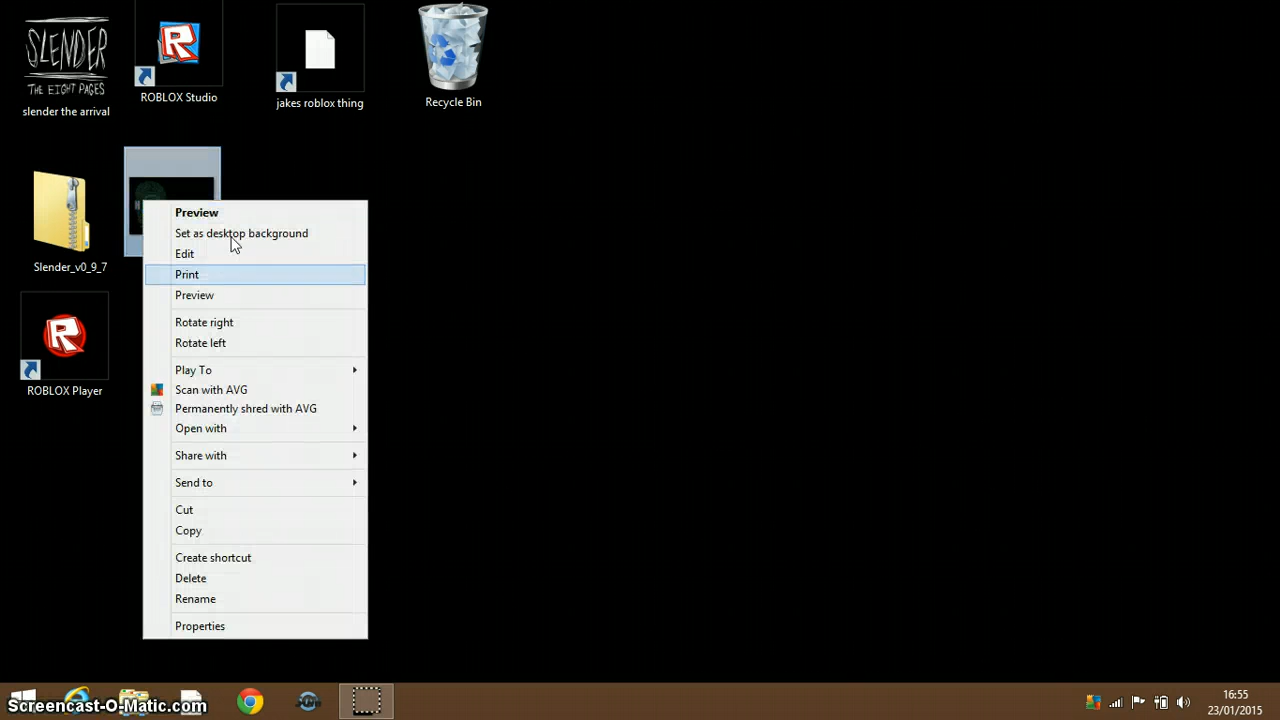 SLENDER
THE EIGHT PAGES
slender the arrival
ROBLOX Studio
jakes roblox thing
Recycle Bin
Slender_v0_9_7
ROBLOX Player
Preview
Set as desktop background
Edit
Print
Preview
Rotate right
Rotate left
Play To
Scan with AVG
Permanently shred with AVG
Open with
Share with
Send to
Cut
Copy
Create shortcut
Delete
Rename
Properties
Screencast-O-Matic.com
16:55
23/01/2015